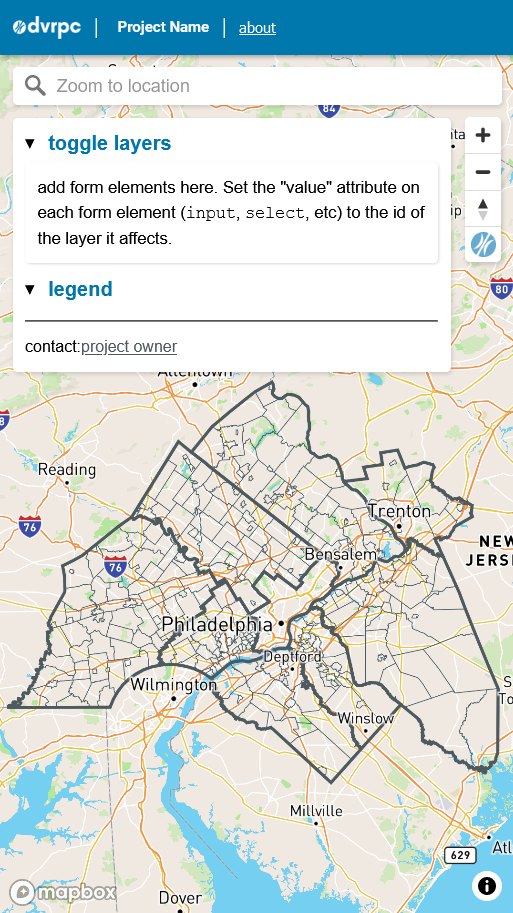 dvrpc | Project Name | about
Zoom to location
84
toggle layers
add form elements here. Set the "value" attribute on
each form element (input, select, etc) to the id of
the layer it affects.
80
legend
contact:project owner
Allentown
Reading
76
Trenton
NEW
JERS
76
Bensalem
Philadelphia
Deptford
Wilmington
Winslow
Millville
629
Atl
mapbox
Dover